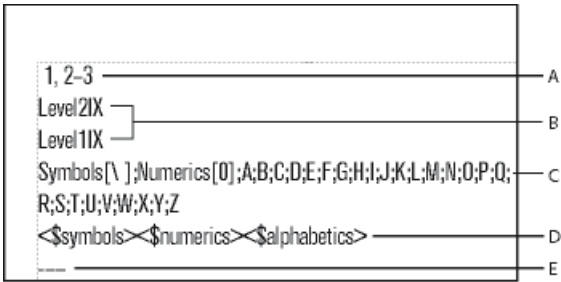 1, 2–3 A
Level2IX
B
Level1IX
Symbols[\ ];Numerics[0];A;B;C;D;E;F;G;H;I;J;K;L;M;N;O;P;Q; C
R;S;T;U;V;W;X;Y;Z
<$symbols><$numerics><$alphabetics> D
--- E